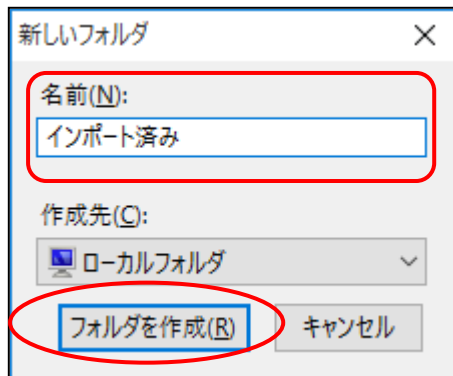 新しいフォルダ
名前(N):
インポート済み
作成先(C):
ローカルフォルダ
フォルダを作成(R) キャンセル